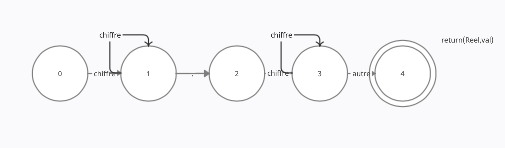 chiffre
chiffre
return(Reel,val)
0
chiffre
1
.
2
chiffre
3
autre
4